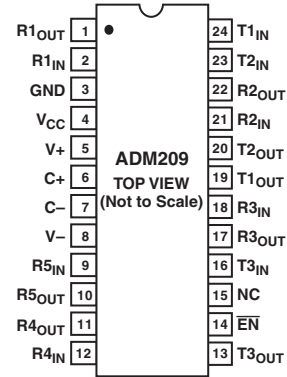 R1OUT 1
R1IN 2
GND 3
VCC 4
V+ 5
C+ 6
C– 7
V– 8
R5IN 9
R5OUT 10
R4OUT 11
R4IN 12
ADM209
TOP VIEW
(Not to Scale)
24 T1IN
23 T2IN
22 R2OUT
21 R2IN
20 T2OUT
19 T1OUT
18 R3IN
17 R3OUT
16 T3IN
15 NC
14 E̅N̅
13 T3OUT